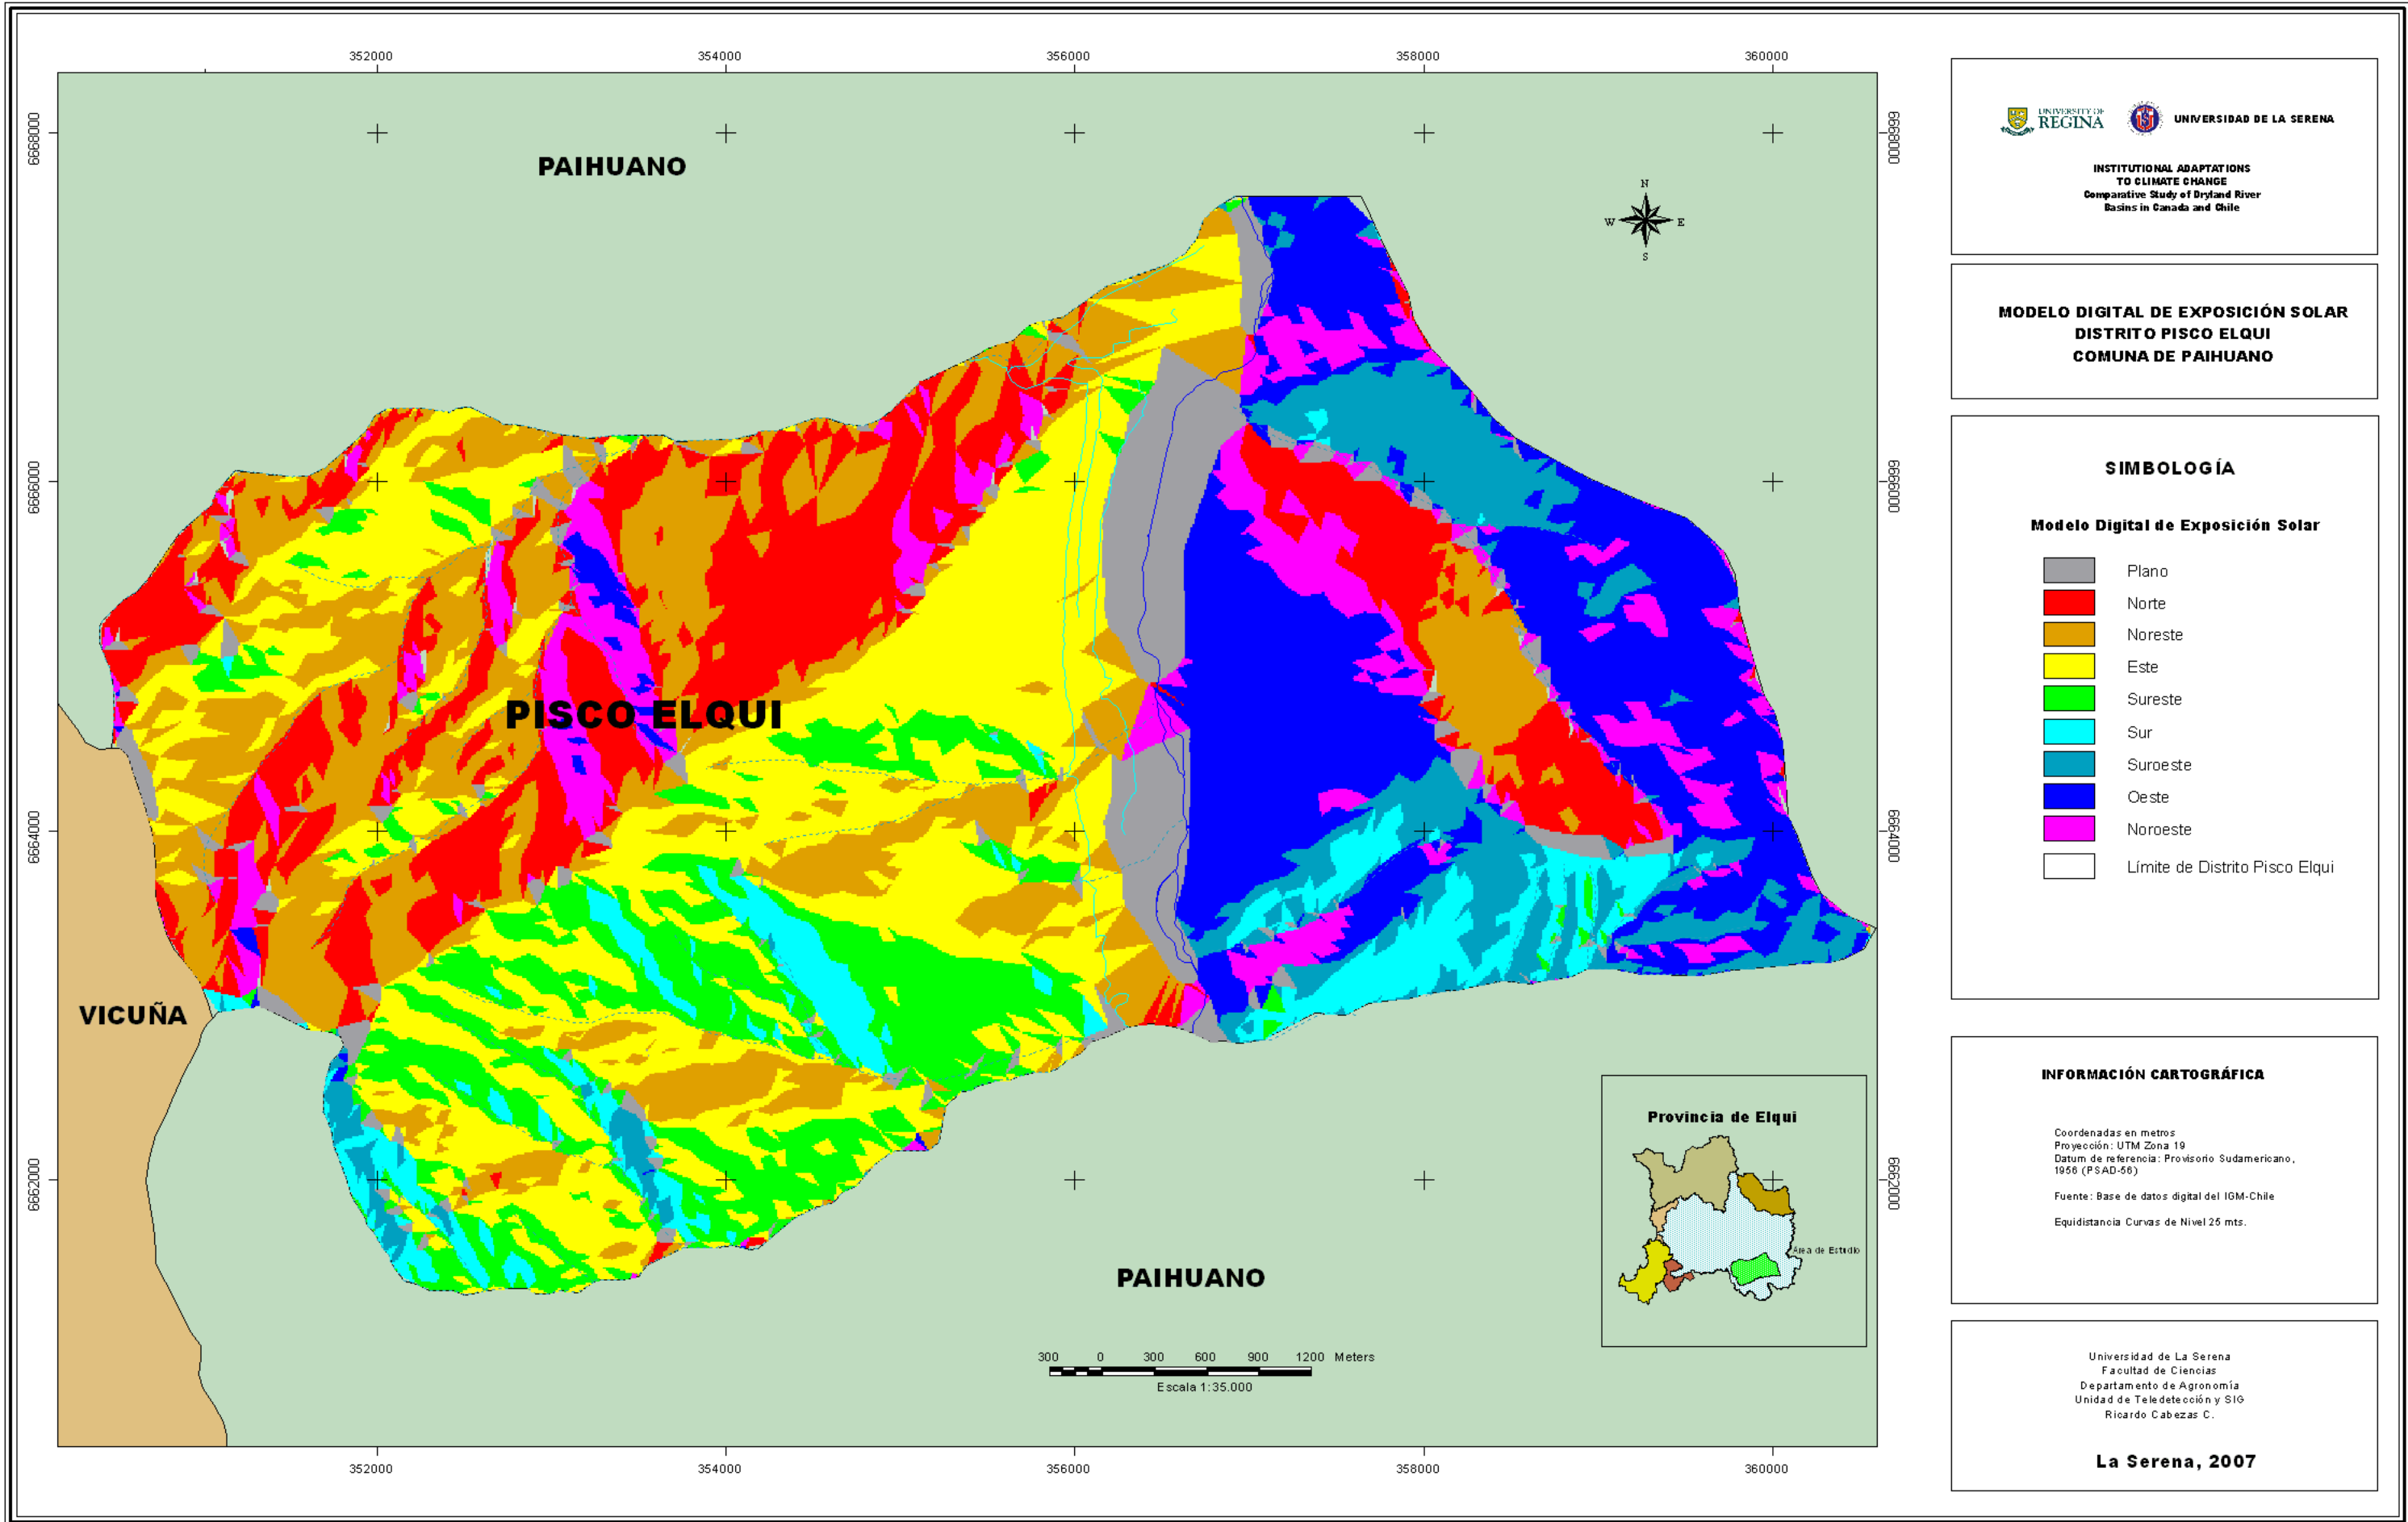 352000
354000
356000
358000
360000
6668000
6668000
PAIHUANO
N
W
E
S
6666000
6666000
PISCO ELQUI
6664000
6664000
VICUÑA
6662000
6662000
PAIHUANO
Provincia de Elqui
Area de Estudio
300 0 300 600 900 1200 Meters
Escala 1:35.000
352000
354000
356000
358000
360000
UNIVERSITY OF
REGINA
UNIVERSIDAD DE LA SERENA
INSTITUTIONAL ADAPTATIONS
TO CLIMATE CHANGE
Comparative Study of Dryland River
Basins in Canada and Chile
MODELO DIGITAL DE EXPOSICIÓN SOLAR
DISTRITO PISCO ELQUI
COMUNA DE PAIHUANO
SIMBOLOGÍA
Modelo Digital de Exposición Solar
Plano
Norte
Noreste
Este
Sureste
Sur
Suroeste
Oeste
Noroeste
Límite de Distrito Pisco Elqui
INFORMACIÓN CARTOGRÁFICA
Coordenadas en metros
Proyección: UTM Zona 19
Datum de referencia: Provisorio Sudamericano,
1956 (PSAD-56)
Fuente: Base de datos digital del IGM-Chile
Equidistancia Curvas de Nivel 25 mts.
Universidad de La Serena
Facultad de Ciencias
Departamento de Agronomía
Unidad de Teledetección y SIG
Ricardo Cabezas C.
La Serena, 2007